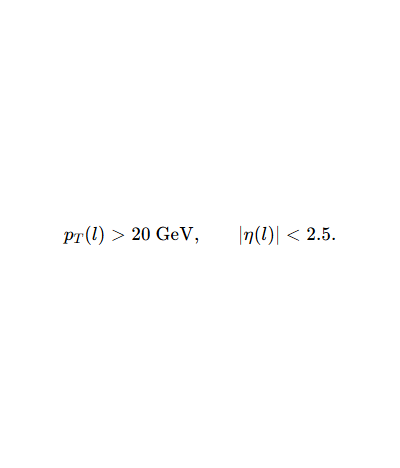 p_T(l) > 20 GeV, |η(l)| < 2.5.